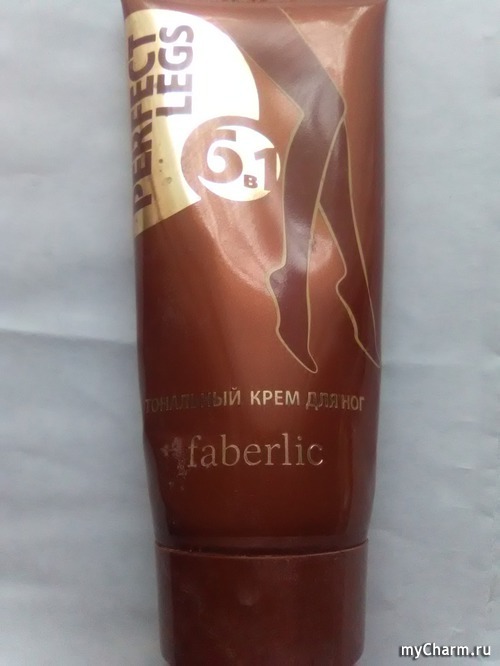 PERFECT
LEGS
6 в 1
ТОНАЛЬНЫЙ КРЕМ ДЛЯ НОГ
faberlic
myCharm.ru